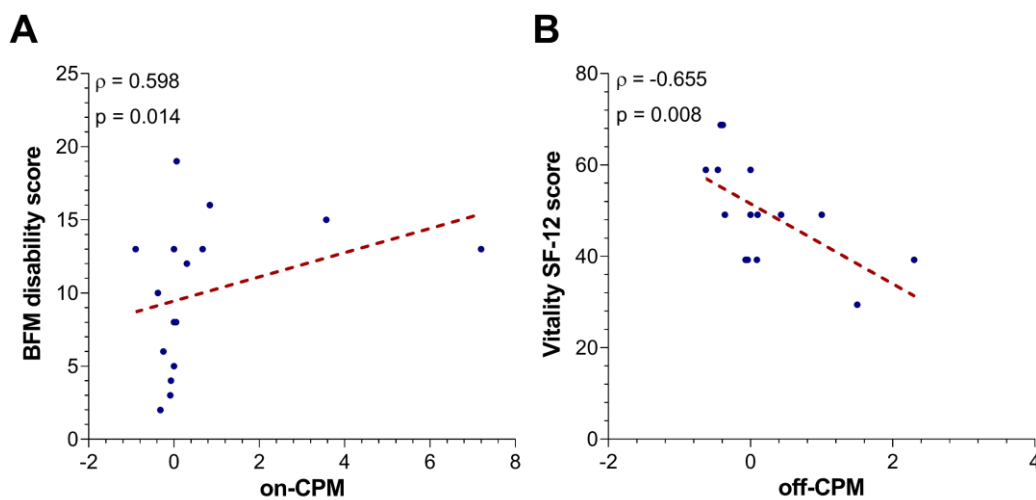 A
ρ = 0.598
p = 0.014
BFM disability score
25
20
15
10
5
0
-2
0
2
4
6
8
on-CPM
B
ρ = -0.655
p = 0.008
Vitality SF-12 score
80
60
40
20
0
-2
0
2
4
off-CPM